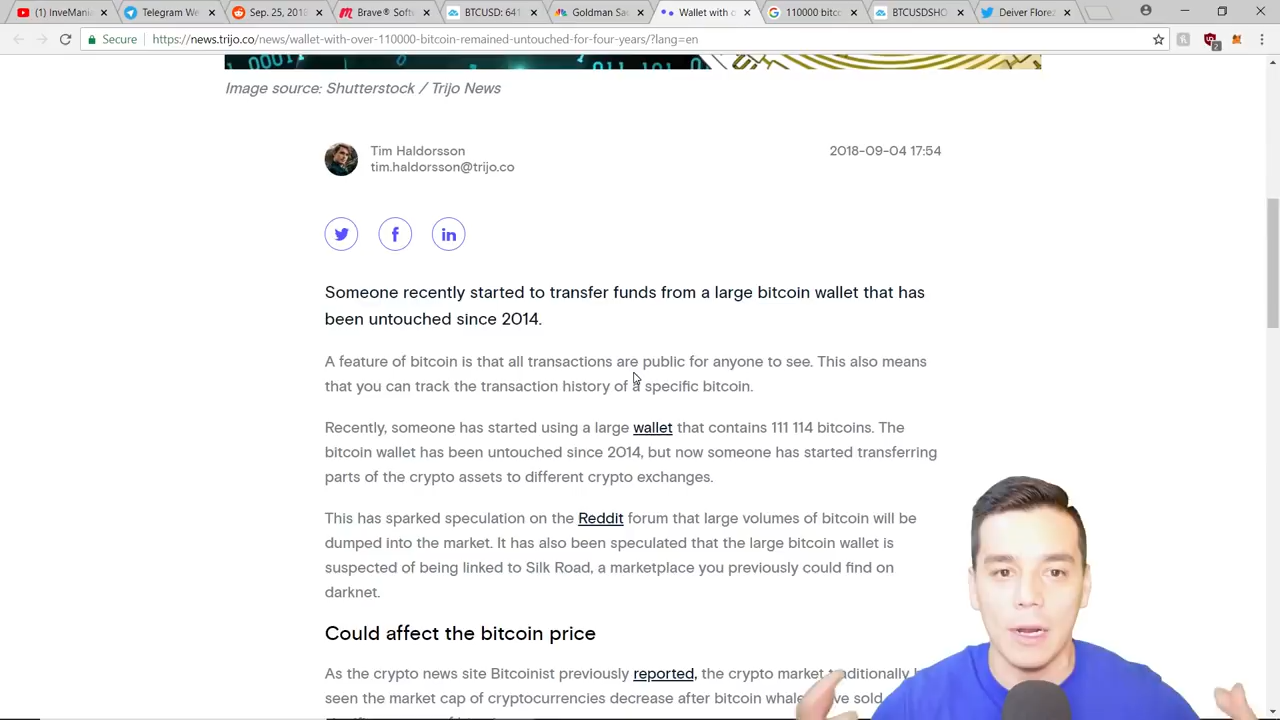 InveMania
Telegram We
Sep. 25, 2018
Brave® Softw
BTCUSD: 641
Goldman Sac
Wallet with o
110000 bitco
BTCUSDSHO
Deiver Florez
Secure https://news.trijo.co/news/wallet-with-over-110000-bitcoin-remained-untouched-for-four-years/?lang=en
Image source: Shutterstock / Trijo News
Tim Haldorsson
2018-09-04 17:54
tim.haldorsson@trijo.co
Someone recently started to transfer funds from a large bitcoin wallet that has
been untouched since 2014.
A feature of bitcoin is that all transactions are public for anyone to see. This also means
that you can track the transaction history of a specific bitcoin.
Recently, someone has started using a large wallet that contains 111 114 bitcoins. The
bitcoin wallet has been untouched since 2014, but now someone has started transferring
parts of the crypto assets to different crypto exchanges.
This has sparked speculation on the Reddit forum that large volumes of bitcoin will be
dumped into the market. It has also been speculated that the large bitcoin wallet is
suspected of being linked to Silk Road, a marketplace you previously could find on
darknet.
Could affect the bitcoin price
As the crypto news site Bitcoinist previously reported, the crypto market traditionally
seen the market cap of cryptocurrencies decrease after bitcoin whales sold